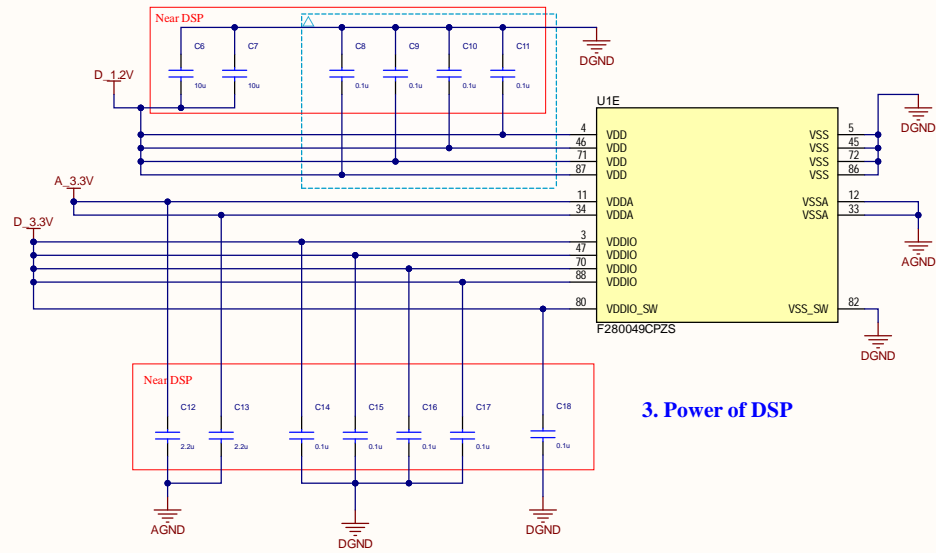 Near DSP
C6
C7
C8
C9
C10
C11
10u
10u
0.1u
0.1u
0.1u
0.1u
DGND
D_1.2V
U1E
4 VDD
46 VDD
71 VDD
87 VDD
11 VDDA
34 VDDA
3 VDDIO
47 VDDIO
70 VDDIO
88 VDDIO
80 VDDIO_SW
VSS 5
VSS 45
VSS 72
VSS 86
VSSA 12
VSSA 33
VSS_SW 82
F280049CPZS
DGND
AGND
DGND
A_3.3V
D_3.3V
Near DSP
C12
C13
C14
C15
C16
C17
C18
2.2u
2.2u
0.1u
0.1u
0.1u
0.1u
0.1u
AGND
DGND
DGND
3. Power of DSP